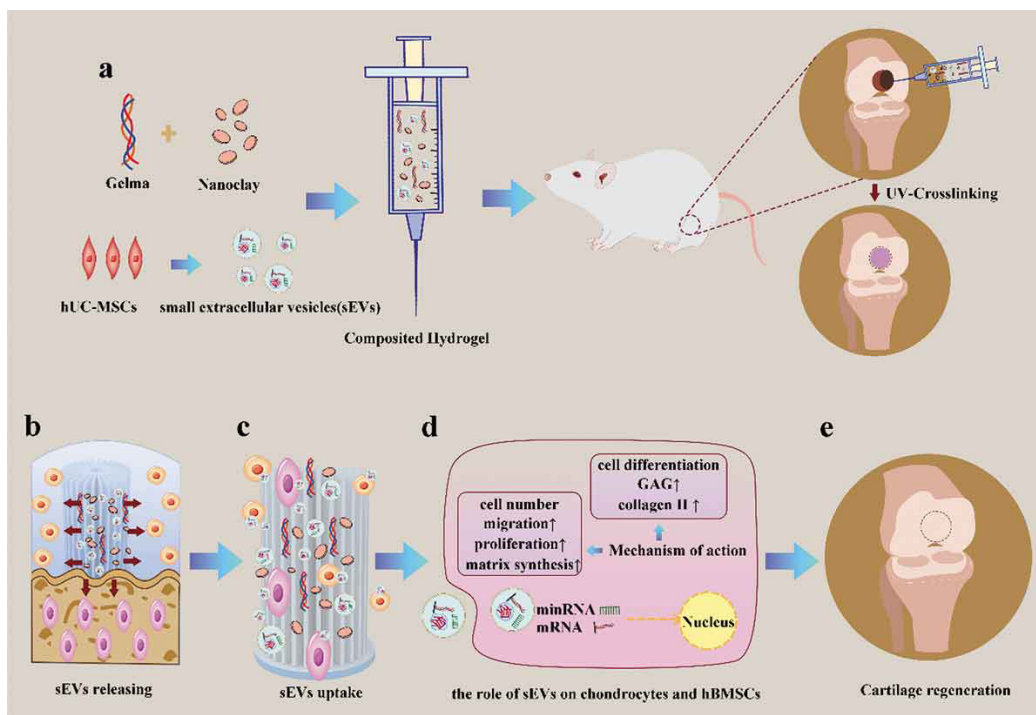 a
Gelma
Nanoclay
hUC-MSCs
small extracellular vesicles(sEVs)
Composited Hydrogel
UV-Crosslinking
b
sEVs releasing
c
sEVs uptake
d
cell differentiation
GAG↑
collagen II ↑
cell number
migration↑
proliferation↑
matrix synthesis↑
Mechanism of action
minRNA
mRNA
Nucleus
the role of sEVs on chondrocytes and hBMSCs
e
Cartilage regeneration